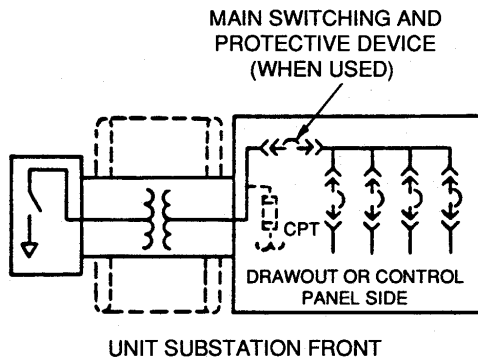 MAIN SWITCHING AND
PROTECTIVE DEVICE
(WHEN USED)
CPT
DRAWOUT OR CONTROL
PANEL SIDE
UNIT SUBSTATION FRONT